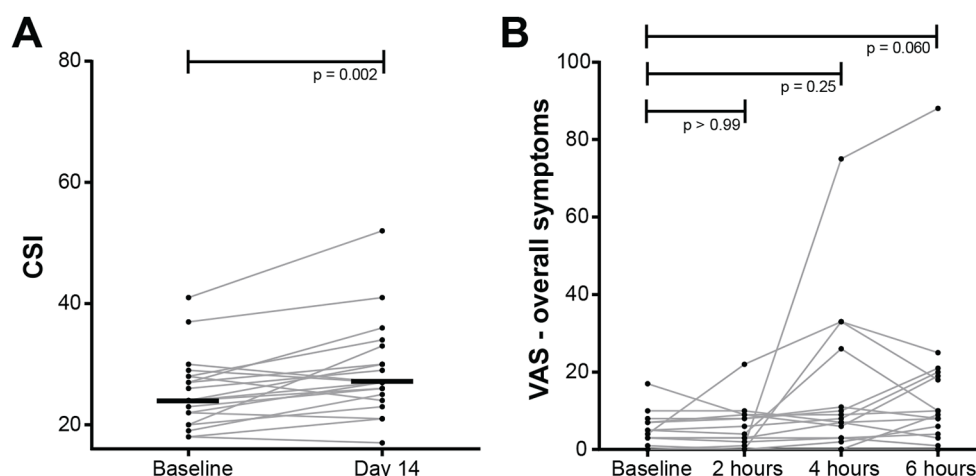 A
CSI
80
60
40
20
p = 0.002
Baseline
Day 14
B
VAS - overall symptoms
100
80
60
40
20
0
p = 0.060
p = 0.25
p > 0.99
Baseline
2 hours
4 hours
6 hours